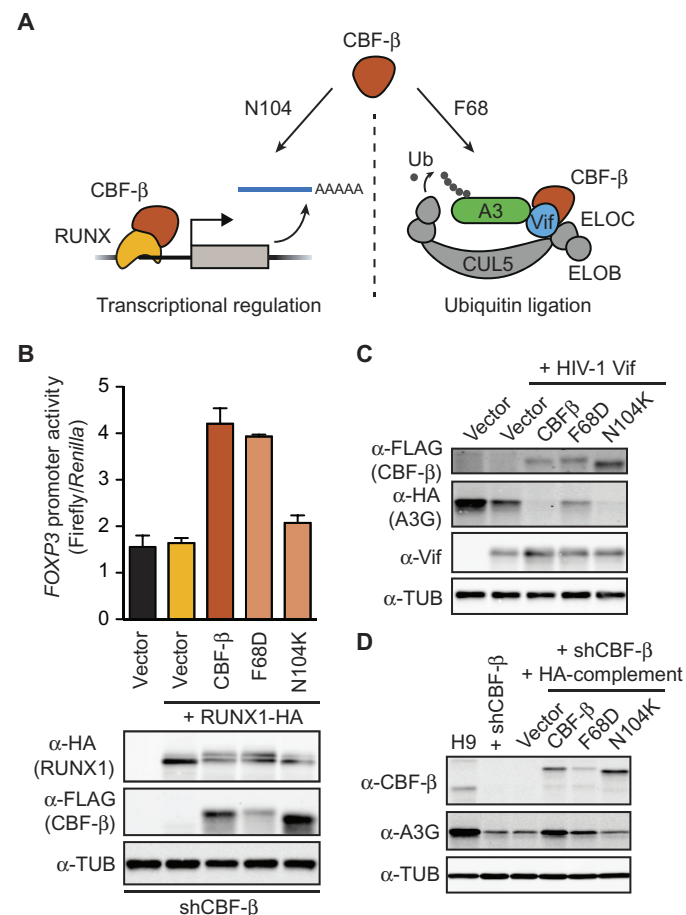 A
CBF-β
N104
F68
CBF-β
RUNX
AAAAA
Transcriptional regulation
Ub
A3
Vif
CBF-β
ELOC
CUL5
ELOB
Ubiquitin ligation
B
FOXP3 promoter activity
(Firefly/Renilla)
5
4
3
2
1
0
Vector
Vector
CBF-β
F68D
N104K
+ RUNX1-HA
α-HA
(RUNX1)
α-FLAG
(CBF-β)
α-TUB
shCBF-β
C
+ HIV-1 Vif
Vector
Vector
CBFβ
F68D
N104K
α-FLAG
(CBF-β)
α-HA
(A3G)
α-Vif
α-TUB
D
+ shCBF-β
+ HA-complement
H9
+ shCBF-β
Vector
CBF-β
F68D
N104K
α-CBF-β
α-A3G
α-TUB